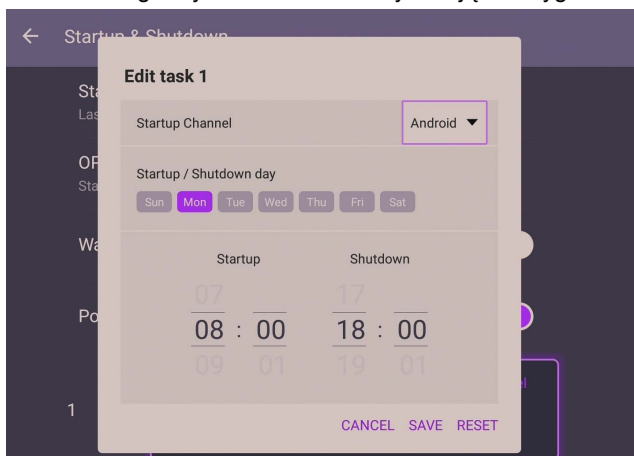 Startup & Shutdown
Edit task 1
Startup Channel
Android
Startup / Shutdown day
Sun Mon Tue Wed Thu Fri Sat
Startup Shutdown
07 17
08 : 00 18 : 00
09 01 19 01
1
CANCEL SAVE RESET